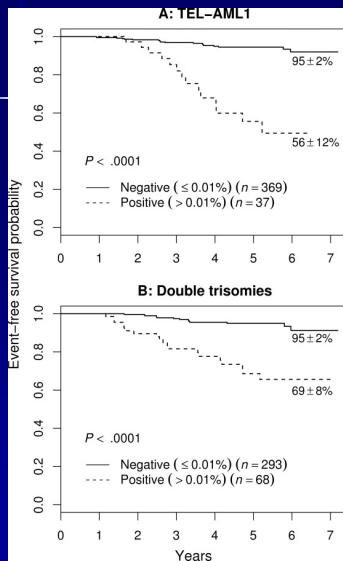 A: TEL–AML1
1.0
0.8
0.6
0.4
0.2
0.0
95±2%
56±12%
P < .0001
Negative (≤0.01%) (n=369)
Positive (>0.01%) (n=37)
0 1 2 3 4 5 6 7
Event–free survival probability
B: Double trisomies
1.0
0.8
0.6
0.4
0.2
0.0
95±2%
69±8%
P < .0001
Negative (≤0.01%) (n=293)
Positive (>0.01%) (n=68)
0 1 2 3 4 5 6 7
Years